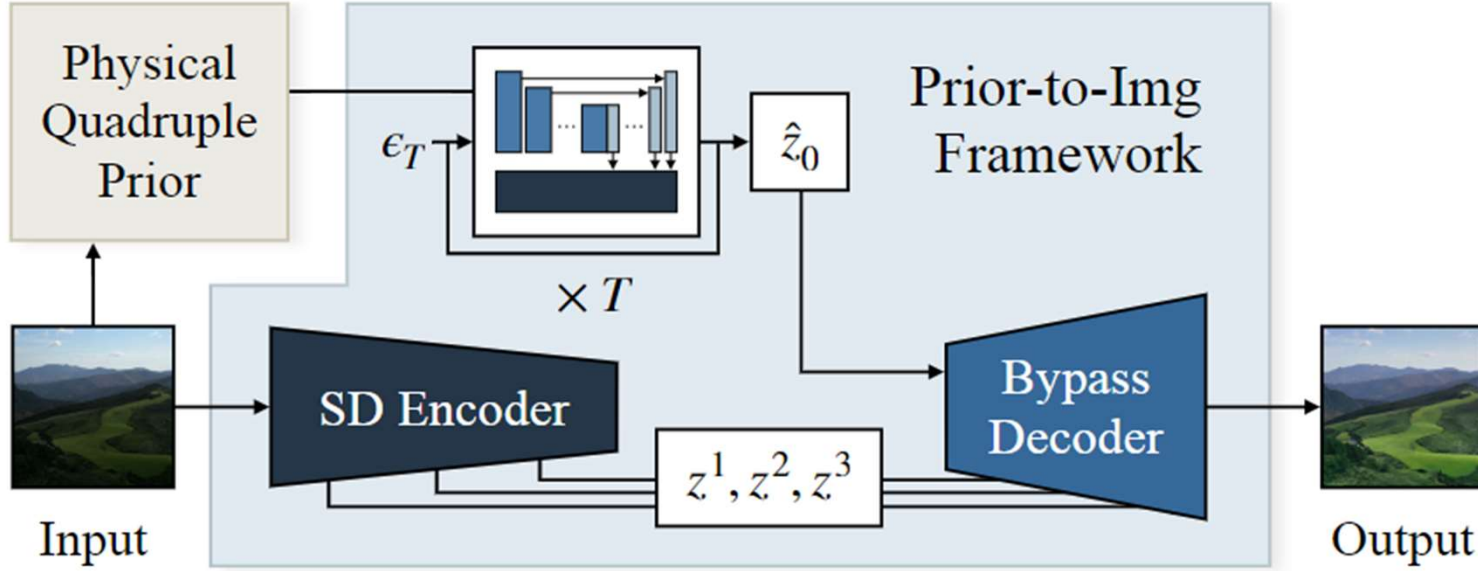 Physical
Quadruple
Prior
Prior-to-Img
Framework
ϵ_T
...
...
ẑ_0
× T
SD Encoder
z^1, z^2, z^3
Bypass
Decoder
Input
Output